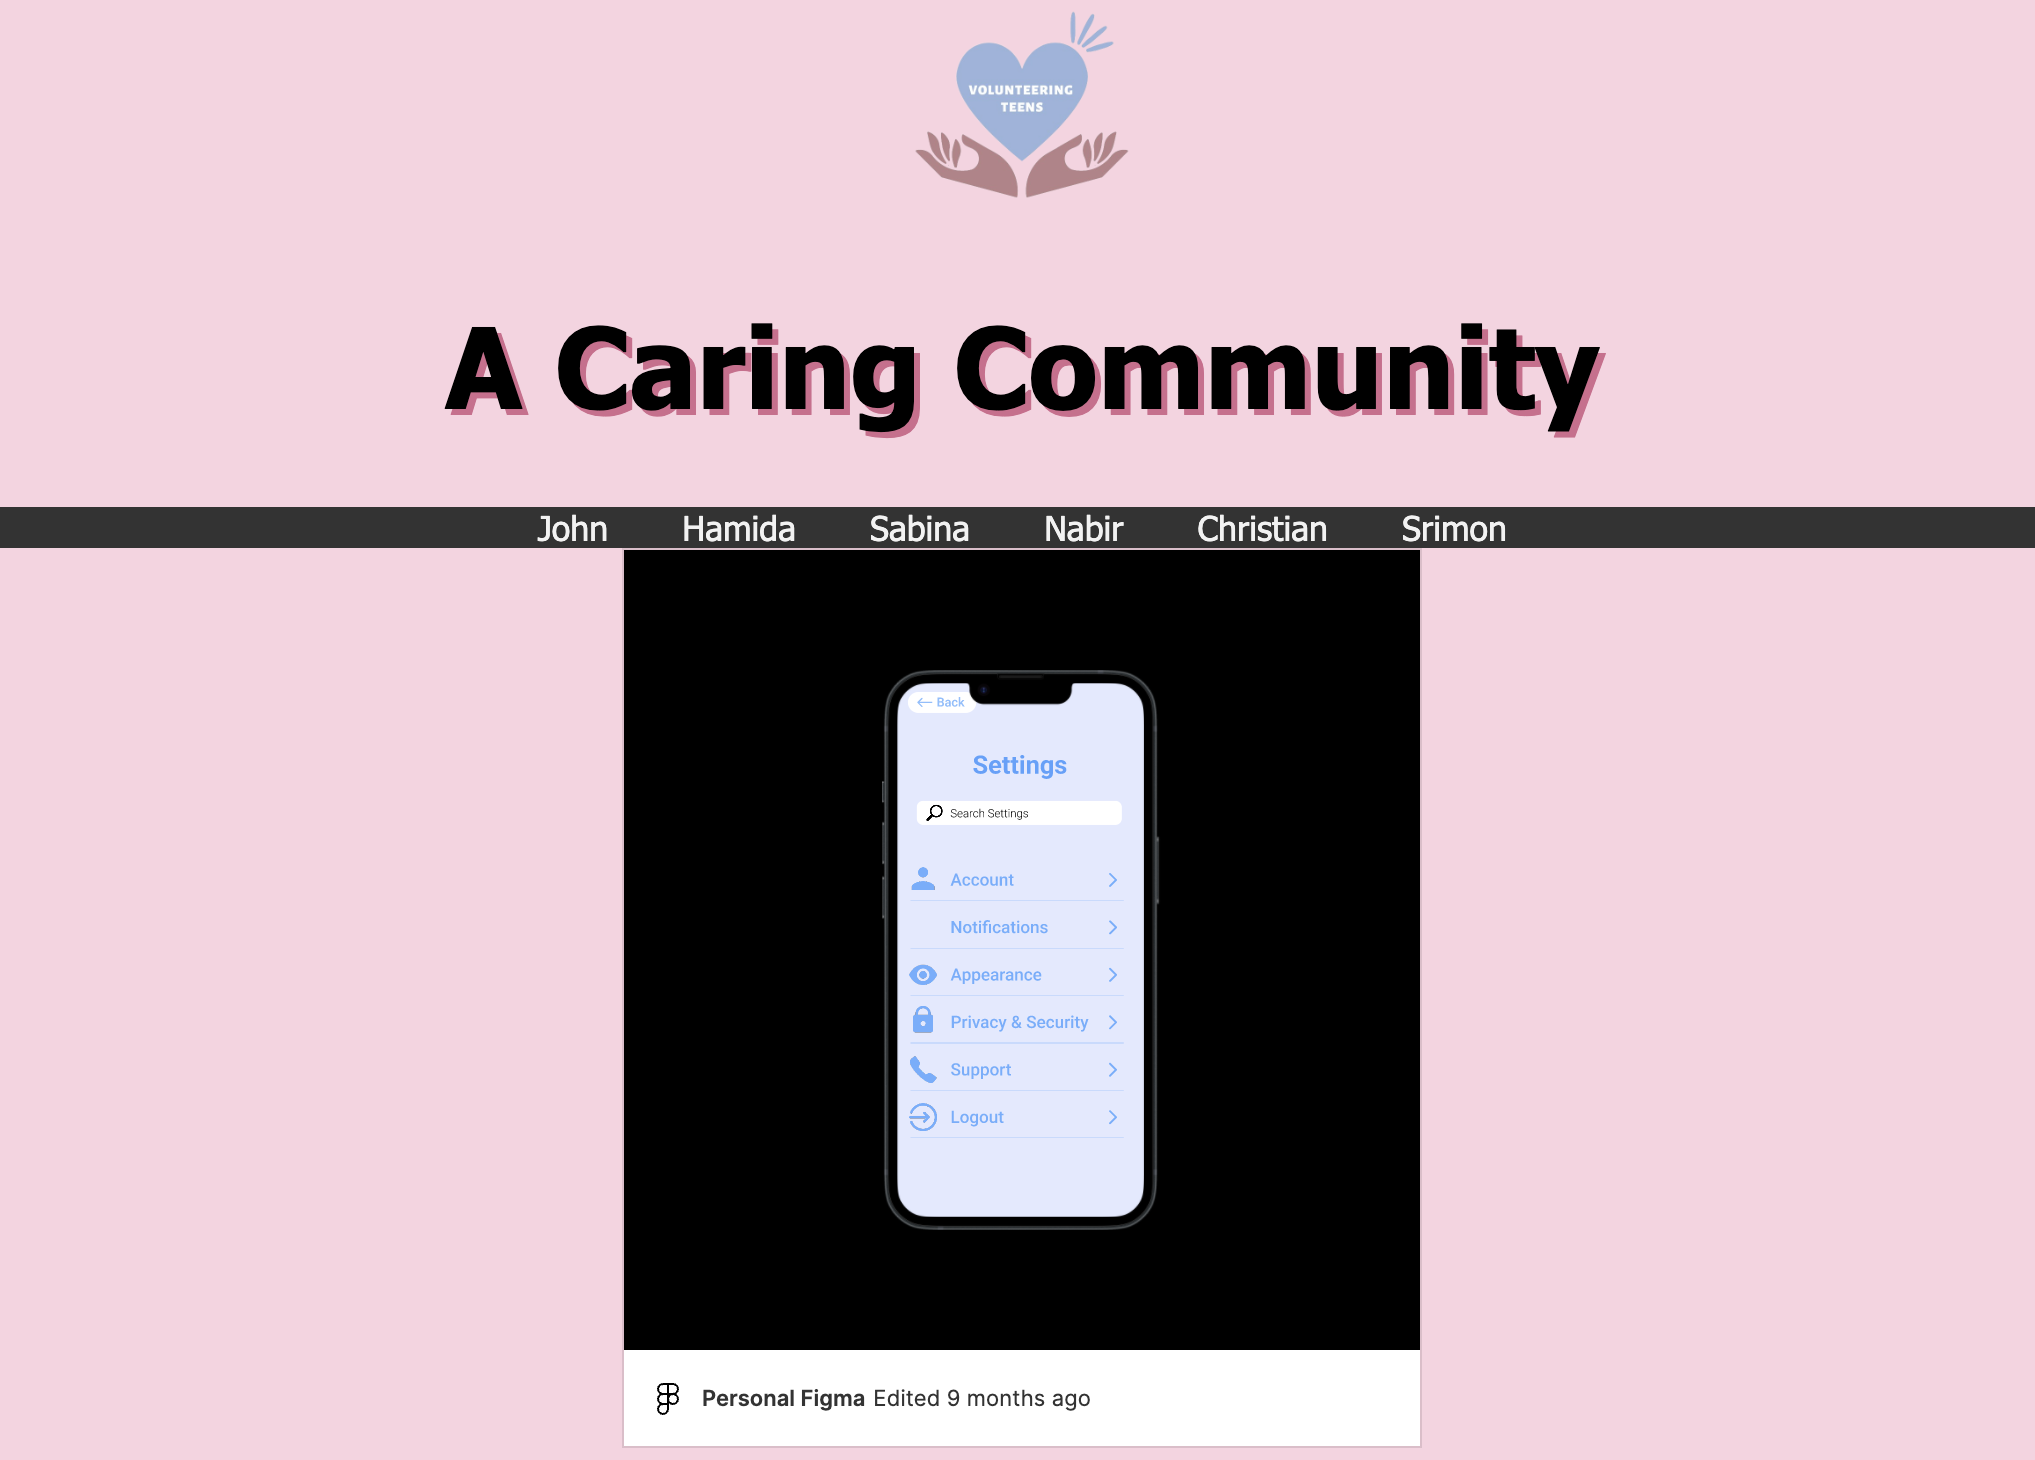 VOLUNTEERING
TEENS
A Caring Community
John Hamida Sabina Nabir Christian Srimon
Back
Settings
Search Settings
Account
Notifications
Appearance
Privacy & Security
Support
Logout
Personal Figma Edited 9 months ago